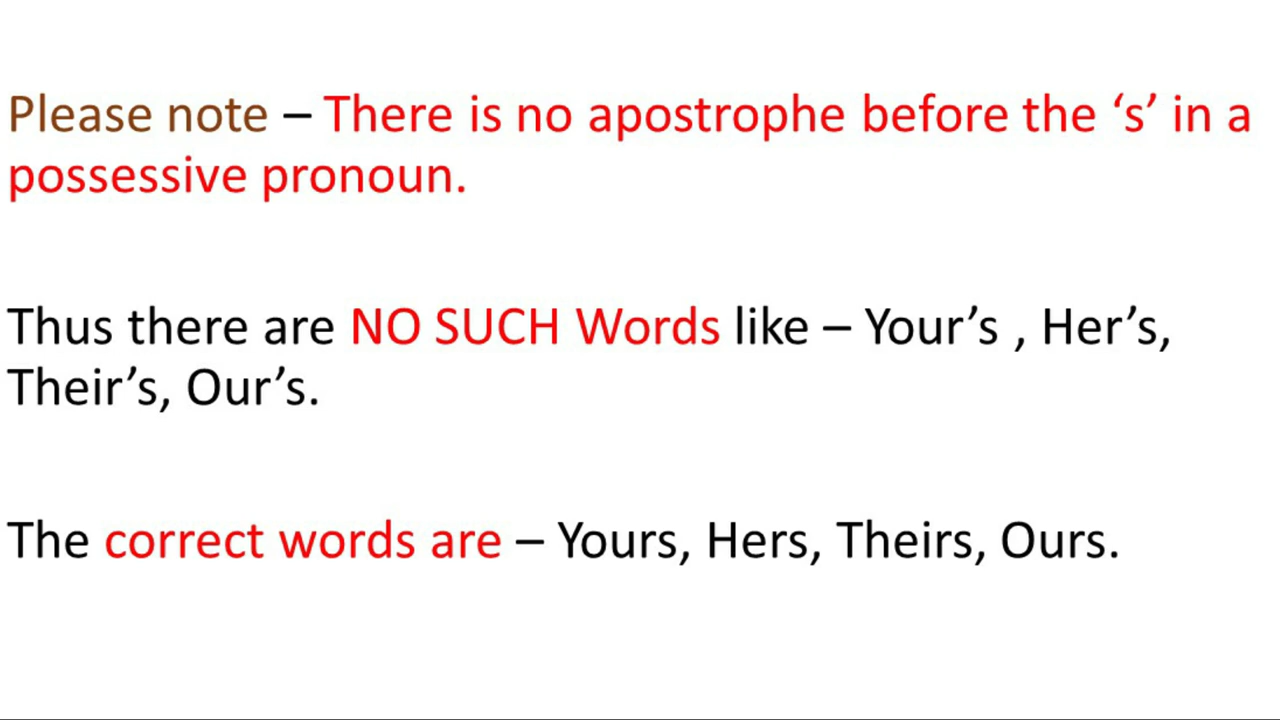 Please note – There is no apostrophe before the ‘s’ in a
possessive pronoun.
Thus there are NO SUCH Words like – Your’s , Her’s,
Their’s, Our’s.
The correct words are – Yours, Hers, Theirs, Ours.